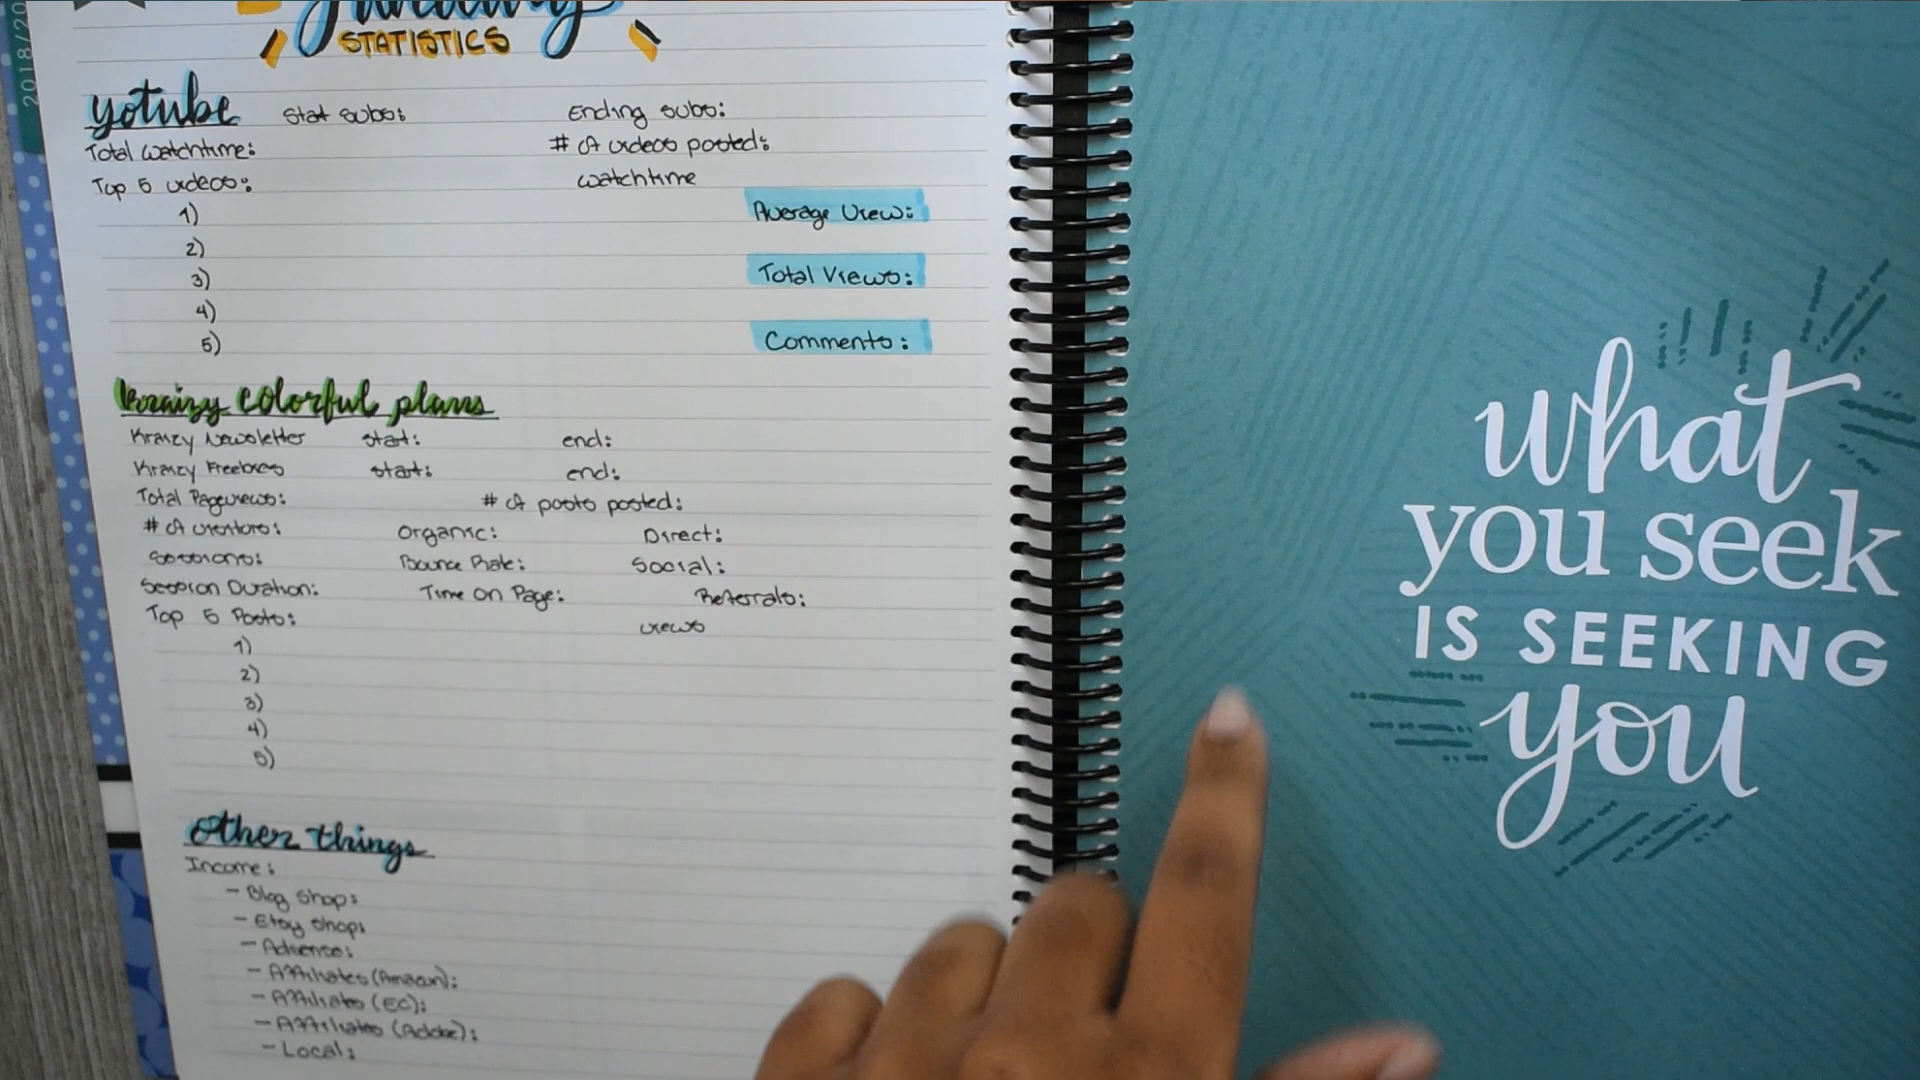 2018/20
STATISTICS
yotube Start subs: Ending subs:
Total watchtime: # of videos posted:
Top 5 videos: watchtime
1) Average View:
2)
3) Total Views:
4)
5) Comments:
kraizy colorful plans
Kraizy Newsletter start: end:
Kraizy Freebies start: end:
Total Pageviews: # of posts posted:
# of visitors: Organic: Direct:
Sessions: Bounce Rate: Social:
Session Duration: Time On Page: Referrals:
Top 5 Posts: views
1)
2)
3)
4)
5)
other things
Income:
- Blog Shop:
- Etsy Shop:
- Adsense:
- Affiliates (Amazon):
- Affiliates (EC):
- Affiliates (Adobe):
- Local:
what
you seek
IS SEEKING
you